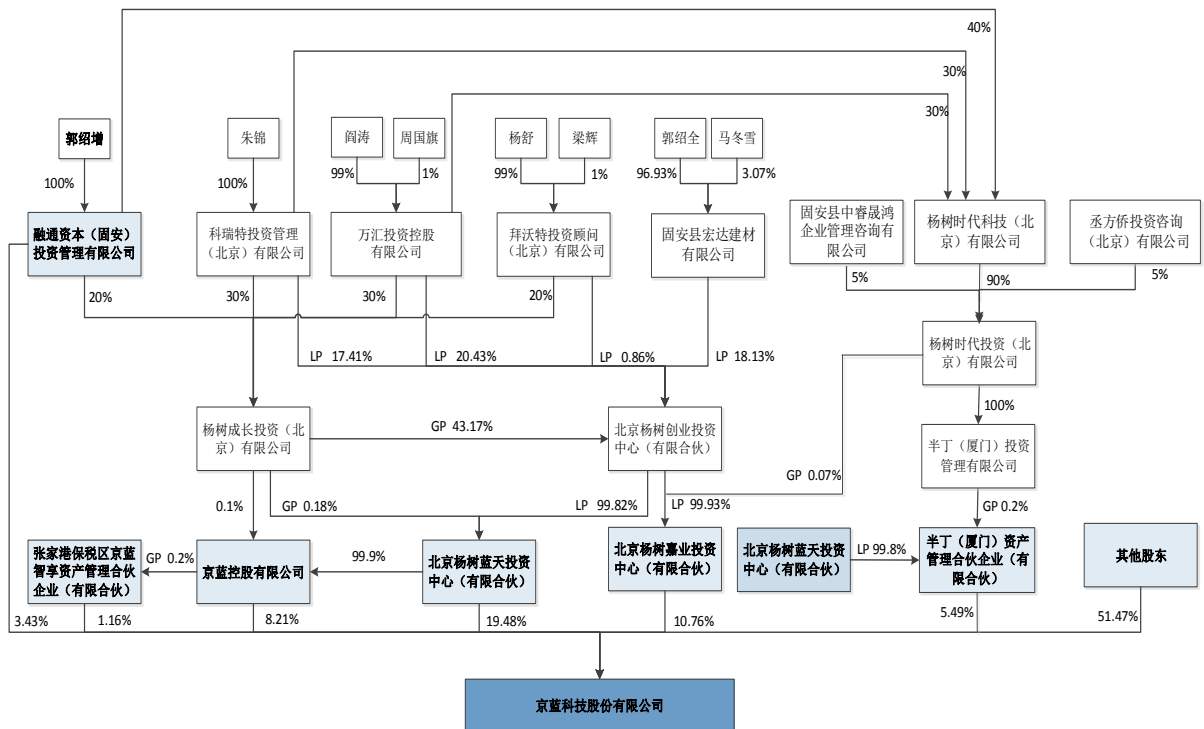 40%
30%
30%
郭绍增
朱锦
阎涛
周国旗
杨舒
梁辉
郭绍全
马冬雪
100%
100%
99%
1%
99%
1%
96.93%
3.07%
融通资本（固安）
投资管理有限公司
科瑞特投资管理
（北京）有限公司
万汇投资控股
有限公司
拜沃特投资顾问
（北京）有限公司
固安县宏达建材
有限公司
固安县中睿晟鸿
企业管理咨询有
限公司
杨树时代科技（北
京）有限公司
丞方侨投资咨询
（北京）有限公司
20%
30%
30%
20%
5%
90%
5%
LP 17.41%
LP 20.43%
LP 0.86%
LP 18.13%
杨树时代投资（北
京）有限公司
100%
杨树成长投资（北
京）有限公司
GP 43.17%
北京杨树创业投资
中心（有限合伙）
半丁（厦门）投资
管理有限公司
GP 0.07%
0.1%
GP 0.18%
LP 99.82%
LP 99.93%
GP 0.2%
张家港保税区京蓝
智享资产管理合伙
企业（有限合伙）
GP 0.2%
京蓝控股有限公司
99.9%
北京杨树蓝天投资
中心（有限合伙）
北京杨树嘉业投资
中心（有限合伙）
北京杨树蓝天投资
中心（有限合伙）
LP 99.8%
半丁（厦门）资产
管理合伙企业（有
限合伙）
其他股东
3.43%
1.16%
8.21%
19.48%
10.76%
5.49%
51.47%
京蓝科技股份有限公司